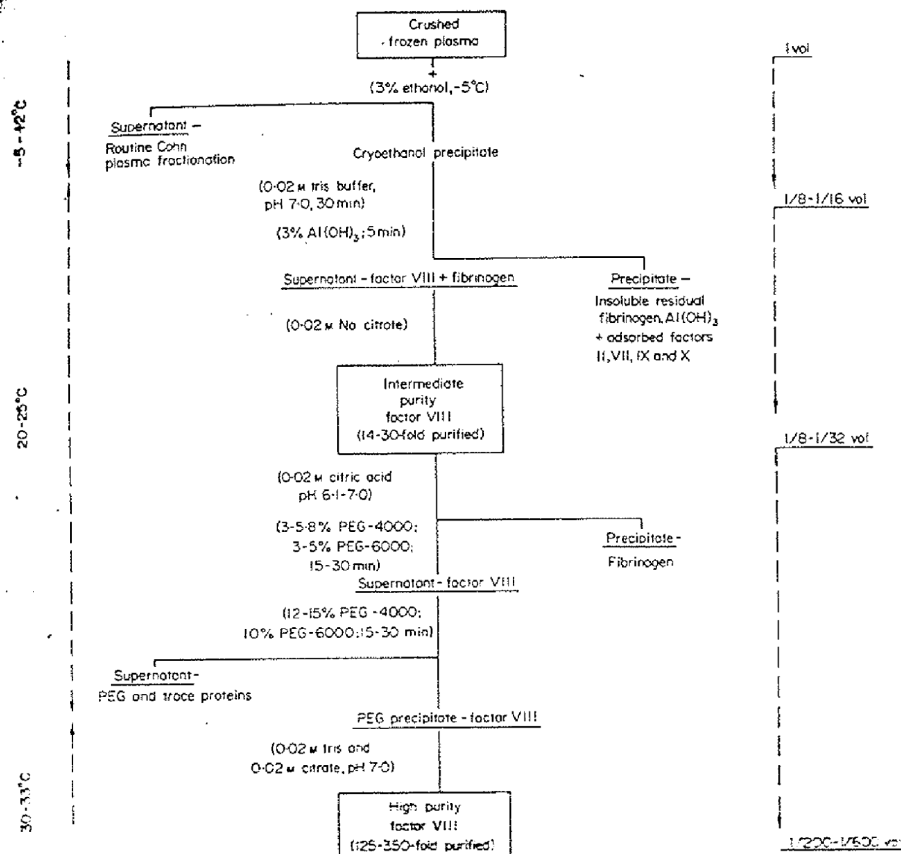 Crushed
frozen plasma
1 vol
+
(3% ethanol, -5°C)
-5-+2°C
Supernatant—
Routine Cohn
plasma fractionation
Cryoethanol precipitate
(0·02 M tris buffer,
pH 7·0, 30 min)
1/8-1/16 vol
(3% Al(OH)₃; 5 min)
Supernatant-factor VIII + fibrinogen
Precipitate—
Insoluble residual
fibrinogen, Al(OH)₃
+ adsorbed factors
II, VII, IX and X
(0·02 M Na citrate)
20-25°C
Intermediate
purity
factor VIII
(14-30-fold purified)
1/8-1/32 vol
(0·02 M citric acid
pH 6·1-7·0)
(3-5·8% PEG-4000;
3-5% PEG-6000;
15-30 min)
Precipitate-
Fibrinogen
Supernatant-factor VIII
(12-15% PEG-4000;
10% PEG-6000; 15-30 min)
Supernatant-
PEG and trace proteins
PEG precipitate-factor VIII
(0·02 M tris and
0·02 M citrate, pH 7·0)
30-33°C
High purity
factor VIII
(125-350-fold purified)
1/200-1/600 vol